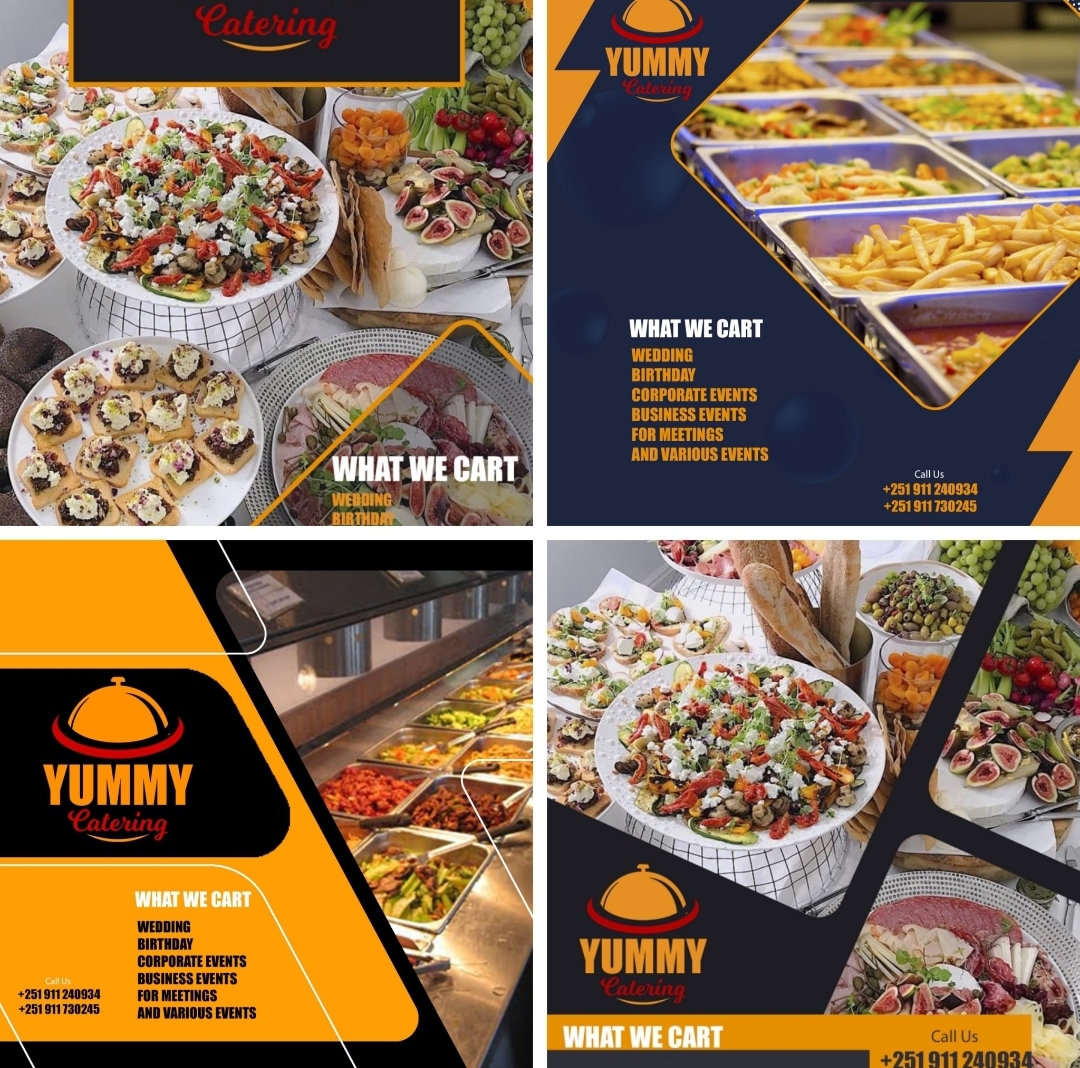 Catering
WHAT WE CART
WEDDING
BIRTHDAY
YUMMY
Catering
WHAT WE CART
WEDDING
BIRTHDAY
CORPORATE EVENTS
BUSINESS EVENTS
FOR MEETINGS
AND VARIOUS EVENTS
Call Us
+251 911 240934
+251 911 730245
YUMMY
Catering
WHAT WE CART
WEDDING
BIRTHDAY
CORPORATE EVENTS
BUSINESS EVENTS
FOR MEETINGS
AND VARIOUS EVENTS
Call Us
+251 911 240934
+251 911 730245
YUMMY
Catering
WHAT WE CART
Call Us
+251 911 240934